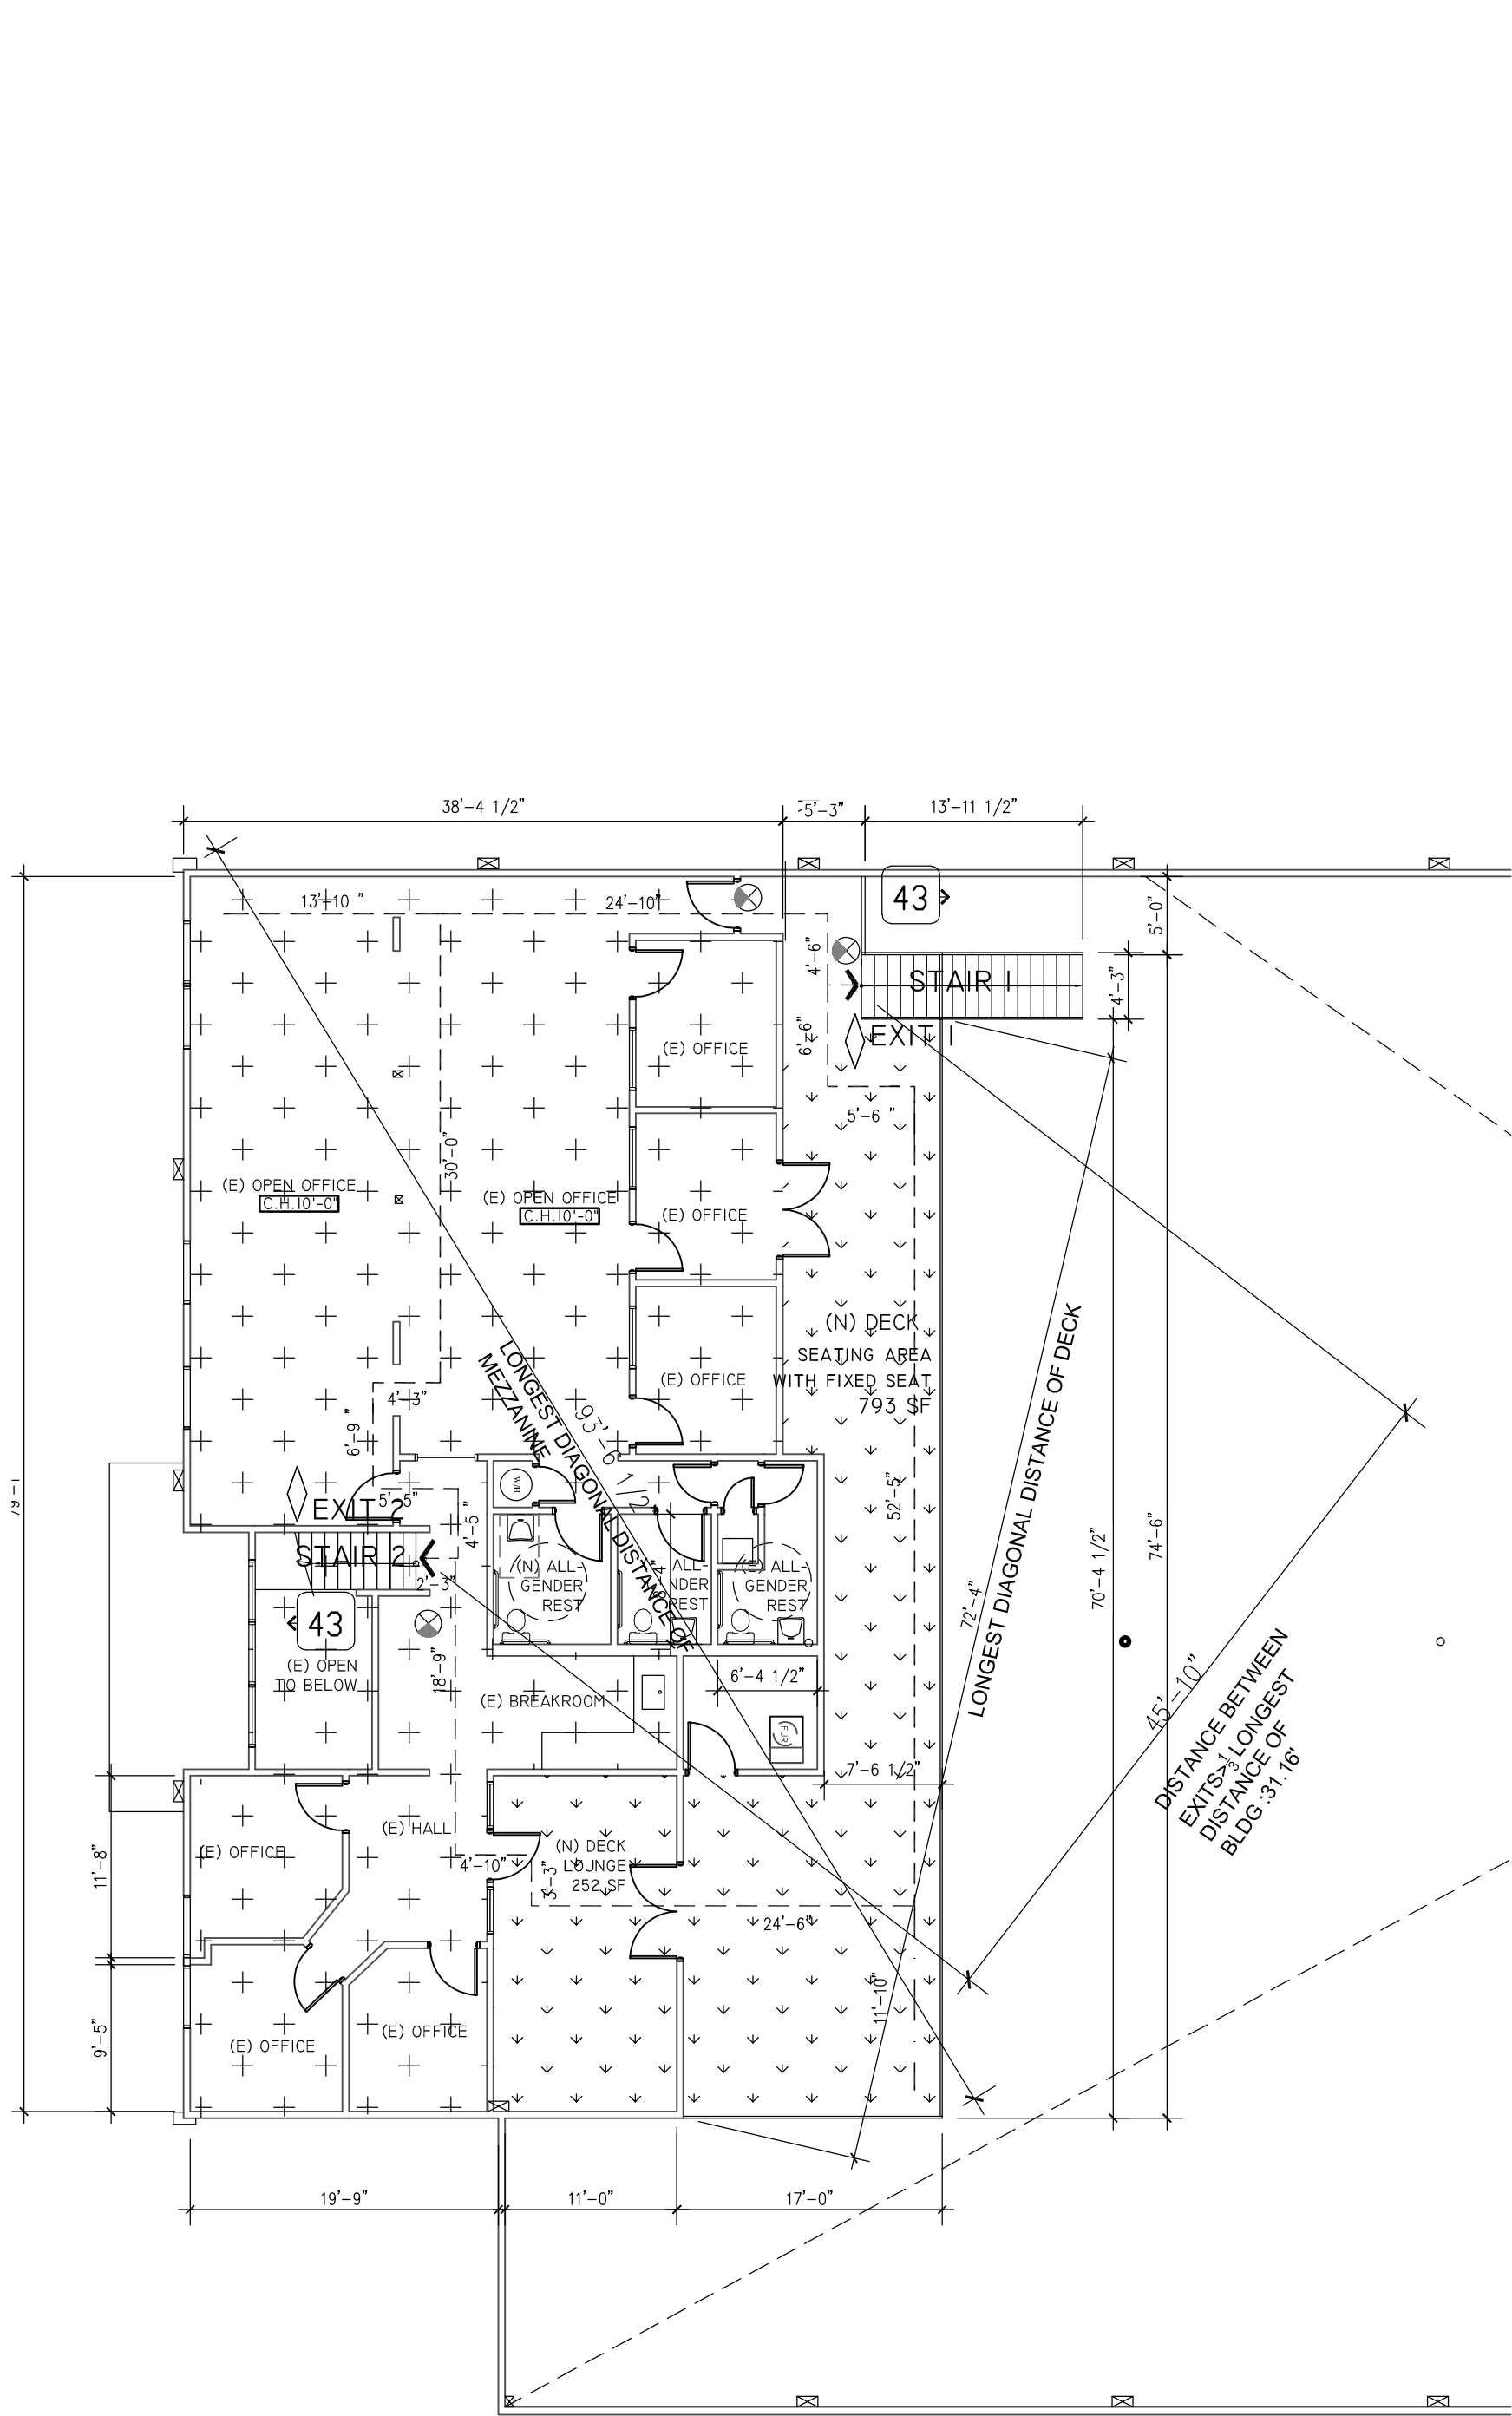 38'-4 1/2"
5'-3"
13'-11 1/2"
13'-10 "
24'-10"
43
5'-0"
4'-6"
4'-3"
STAIR 1
6'-6"
EXIT 1
(E) OFFICE
5'-6 "
30'-0"
(E) OPEN OFFICE
C.H.10'-0"
(E) OPEN OFFICE
C.H.10'-0"
(E) OFFICE
(N) DECK
SEATING AREA
WITH FIXED SEAT
793 SF
(E) OFFICE
4'-3"
6'-9 "
LONGEST DIAGONAL DISTANCE OF
MEZZANINE
93'-6 1/2"
LONGEST DIAGONAL DISTANCE OF DECK
72'-4"
70'-4 1/2"
74'-6"
52'-5"
EXIT 2
5'-5"
4'-5 "
W/H
STAIR 2
2'-3"
43
(E) OPEN
TO BELOW
(N) ALL-
GENDER
REST
ALL-
NDER
REST
(E) ALL-
GENDER
REST
18'-9"
(E) BREAKROOM
6'-4 1/2"
FUR
7'-6 1/2"
45'-10"
DISTANCE BETWEEN
EXITS>1/3 LONGEST
DISTANCE OF
BLDG :31.16'
11'-8"
(E) OFFICE
(E) HALL
4'-10"
3'-3"
(N) DECK
LOUNGE
252 SF
24'-6"
11'-10"
9'-5"
(E) OFFICE
(E) OFFICE
19'-9"
11'-0"
17'-0"